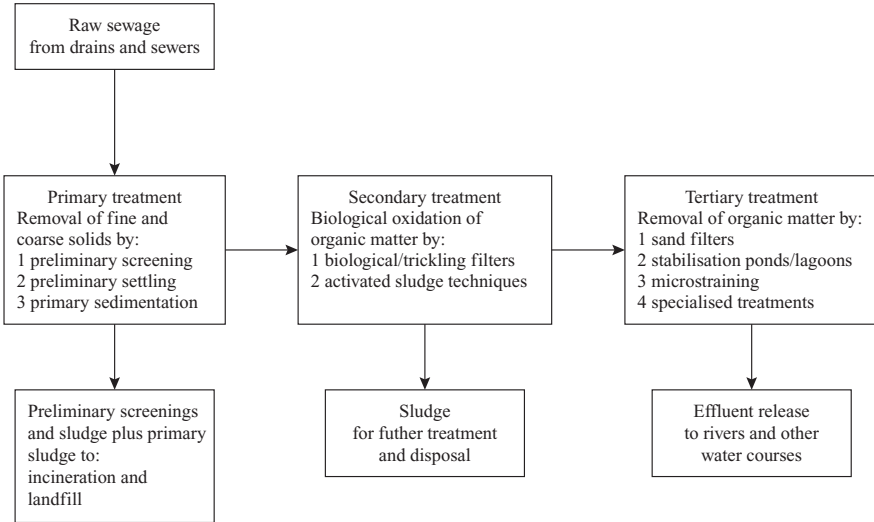 Raw sewage
from drains and sewers
Primary treatment
Removal of fine and
coarse solids by:
1 preliminary screening
2 preliminary settling
3 primary sedimentation
Secondary treatment
Biological oxidation of
organic matter by:
1 biological/trickling filters
2 activated sludge techniques
Tertiary treatment
Removal of organic matter by:
1 sand filters
2 stabilisation ponds/lagoons
3 microstraining
4 specialised treatments
Preliminary screenings
and sludge plus primary
sludge to:
incineration and
landfill
Sludge
for futher treatment
and disposal
Effluent release
to rivers and other
water courses